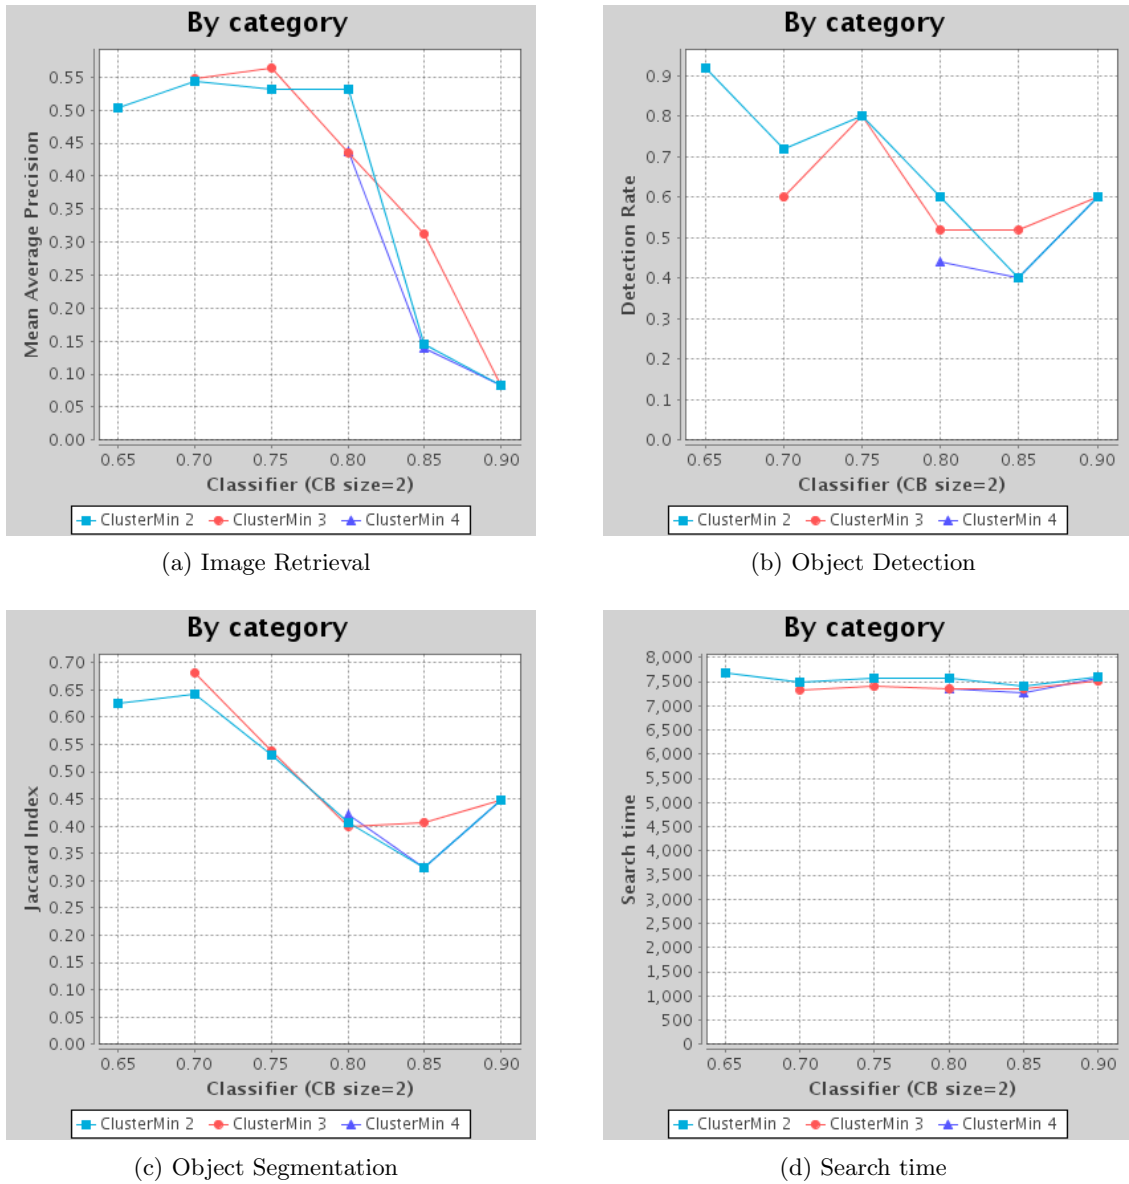 By category
Mean Average Precision
0.55
0.50
0.45
0.40
0.35
0.30
0.25
0.20
0.15
0.10
0.05
0.00
0.65 0.70 0.75 0.80 0.85 0.90
Classifier (CB size=2)
ClusterMin 2 ClusterMin 3 ClusterMin 4
(a) Image Retrieval
By category
Detection Rate
0.9
0.8
0.7
0.6
0.5
0.4
0.3
0.2
0.1
0.0
0.65 0.70 0.75 0.80 0.85 0.90
Classifier (CB size=2)
ClusterMin 2 ClusterMin 3 ClusterMin 4
(b) Object Detection
By category
Jaccard Index
0.70
0.65
0.60
0.55
0.50
0.45
0.40
0.35
0.30
0.25
0.20
0.15
0.10
0.05
0.00
0.65 0.70 0.75 0.80 0.85 0.90
Classifier (CB size=2)
ClusterMin 2 ClusterMin 3 ClusterMin 4
(c) Object Segmentation
By category
Search time
8,000
7,500
7,000
6,500
6,000
5,500
5,000
4,500
4,000
3,500
3,000
2,500
2,000
1,500
1,000
500
0
0.65 0.70 0.75 0.80 0.85 0.90
Classifier (CB size=2)
ClusterMin 2 ClusterMin 3 ClusterMin 4
(d) Search time